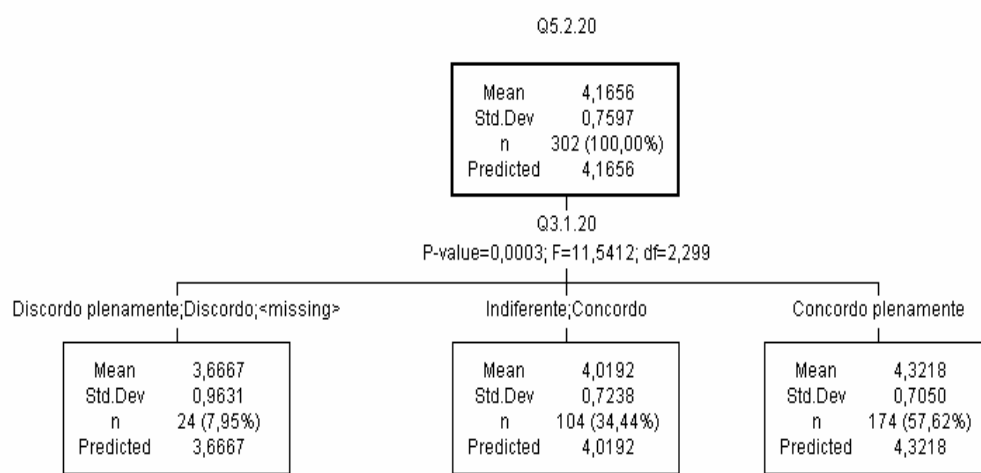 Q5.2.20
Mean 4,1656
Std.Dev 0,7597
n 302 (100,00%)
Predicted 4,1656
Q3.1.20
P-value=0,0003; F=11,5412; df=2,299
Discordo plenamente;Discordo;<missing>
Mean 3,6667
Std.Dev 0,9631
n 24 (7,95%)
Predicted 3,6667
Indiferente;Concordo
Mean 4,0192
Std.Dev 0,7238
n 104 (34,44%)
Predicted 4,0192
Concordo plenamente
Mean 4,3218
Std.Dev 0,7050
n 174 (57,62%)
Predicted 4,3218